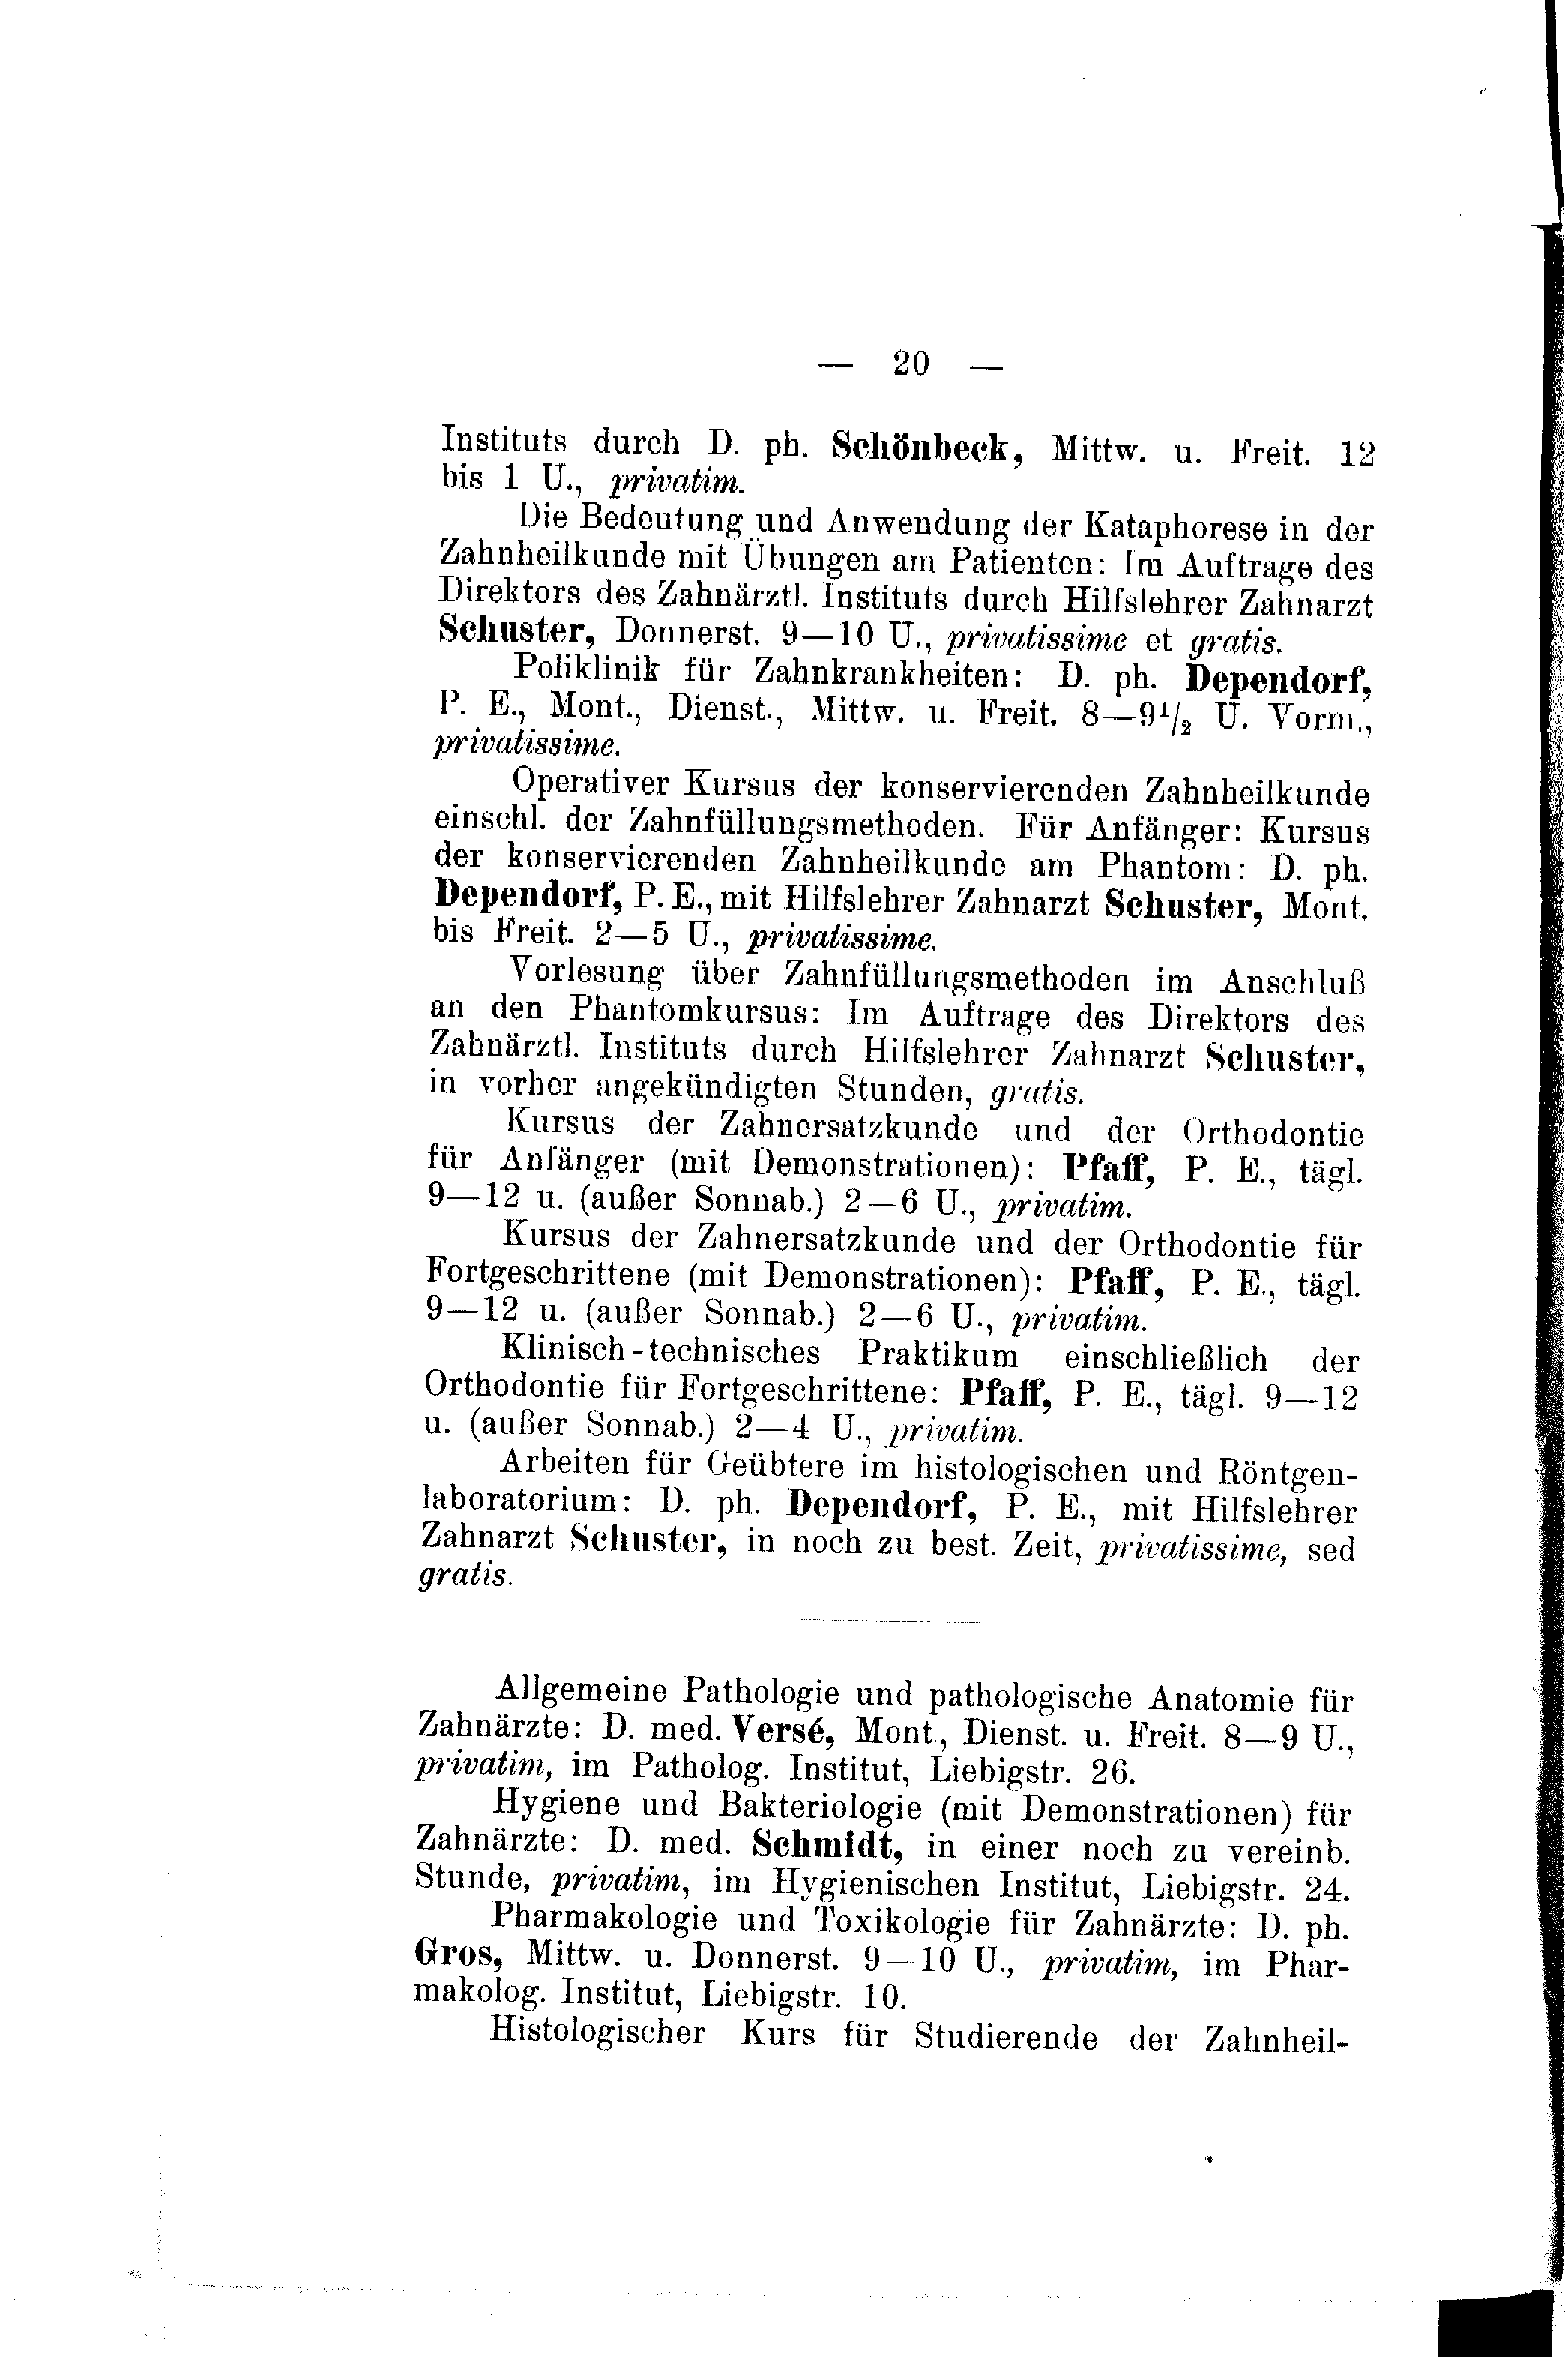 — 20 —
Instituts durch D. ph. Schönbeck, Mittw. u. Freit. 12
bis 1 U., privatim.
Die Bedeutung und Anwendung der Kataphorese in der
Zahnheilkunde mit Übungen am Patienten: Im Auftrage des
Direktors des Zahnärztl. Instituts durch Hilfslehrer Zahnarzt
Schuster, Donnerst. 9—10 U., privatissime et gratis.
Poliklinik für Zahnkrankheiten: D. ph. Dependorf,
P. E., Mont., Dienst., Mittw. u. Freit. 8—9¹/₂ U. Vorm.,
privatissime.
Operativer Kursus der konservierenden Zahnheilkunde
einschl. der Zahnfüllungsmethoden. Für Anfänger: Kursus
der konservierenden Zahnheilkunde am Phantom: D. ph.
Dependorf, P. E., mit Hilfslehrer Zahnarzt Schuster, Mont.
bis Freit. 2—5 U., privatissime.
Vorlesung über Zahnfüllungsmethoden im Anschluß
an den Phantomkursus: Im Auftrage des Direktors des
Zahnärztl. Instituts durch Hilfslehrer Zahnarzt Schuster,
in vorher angekündigten Stunden, gratis.
Kursus der Zahnersatzkunde und der Orthodontie
für Anfänger (mit Demonstrationen): Pfaff, P. E., tägl.
9—12 u. (außer Sonnab.) 2—6 U., privatim.
Kursus der Zahnersatzkunde und der Orthodontie für
Fortgeschrittene (mit Demonstrationen): Pfaff, P. E., tägl.
9—12 u. (außer Sonnab.) 2—6 U., privatim.
Klinisch-technisches Praktikum einschließlich der
Orthodontie für Fortgeschrittene: Pfaff, P. E., tägl. 9—12
u. (außer Sonnab.) 2—4 U., privatim.
Arbeiten für Geübtere im histologischen und Röntgen-
laboratorium: D. ph. Dependorf, P. E., mit Hilfslehrer
Zahnarzt Schuster, in noch zu best. Zeit, privatissime, sed
gratis.
Allgemeine Pathologie und pathologische Anatomie für
Zahnärzte: D. med. Versé, Mont., Dienst. u. Freit. 8—9 U.,
privatim, im Patholog. Institut, Liebigstr. 26.
Hygiene und Bakteriologie (mit Demonstrationen) für
Zahnärzte: D. med. Schmidt, in einer noch zu vereinb.
Stunde, privatim, im Hygienischen Institut, Liebigstr. 24.
Pharmakologie und Toxikologie für Zahnärzte: D. ph.
Gros, Mittw. u. Donnerst. 9—10 U., privatim, im Phar-
makolog. Institut, Liebigstr. 10.
Histologischer Kurs für Studierende der Zahnheil-